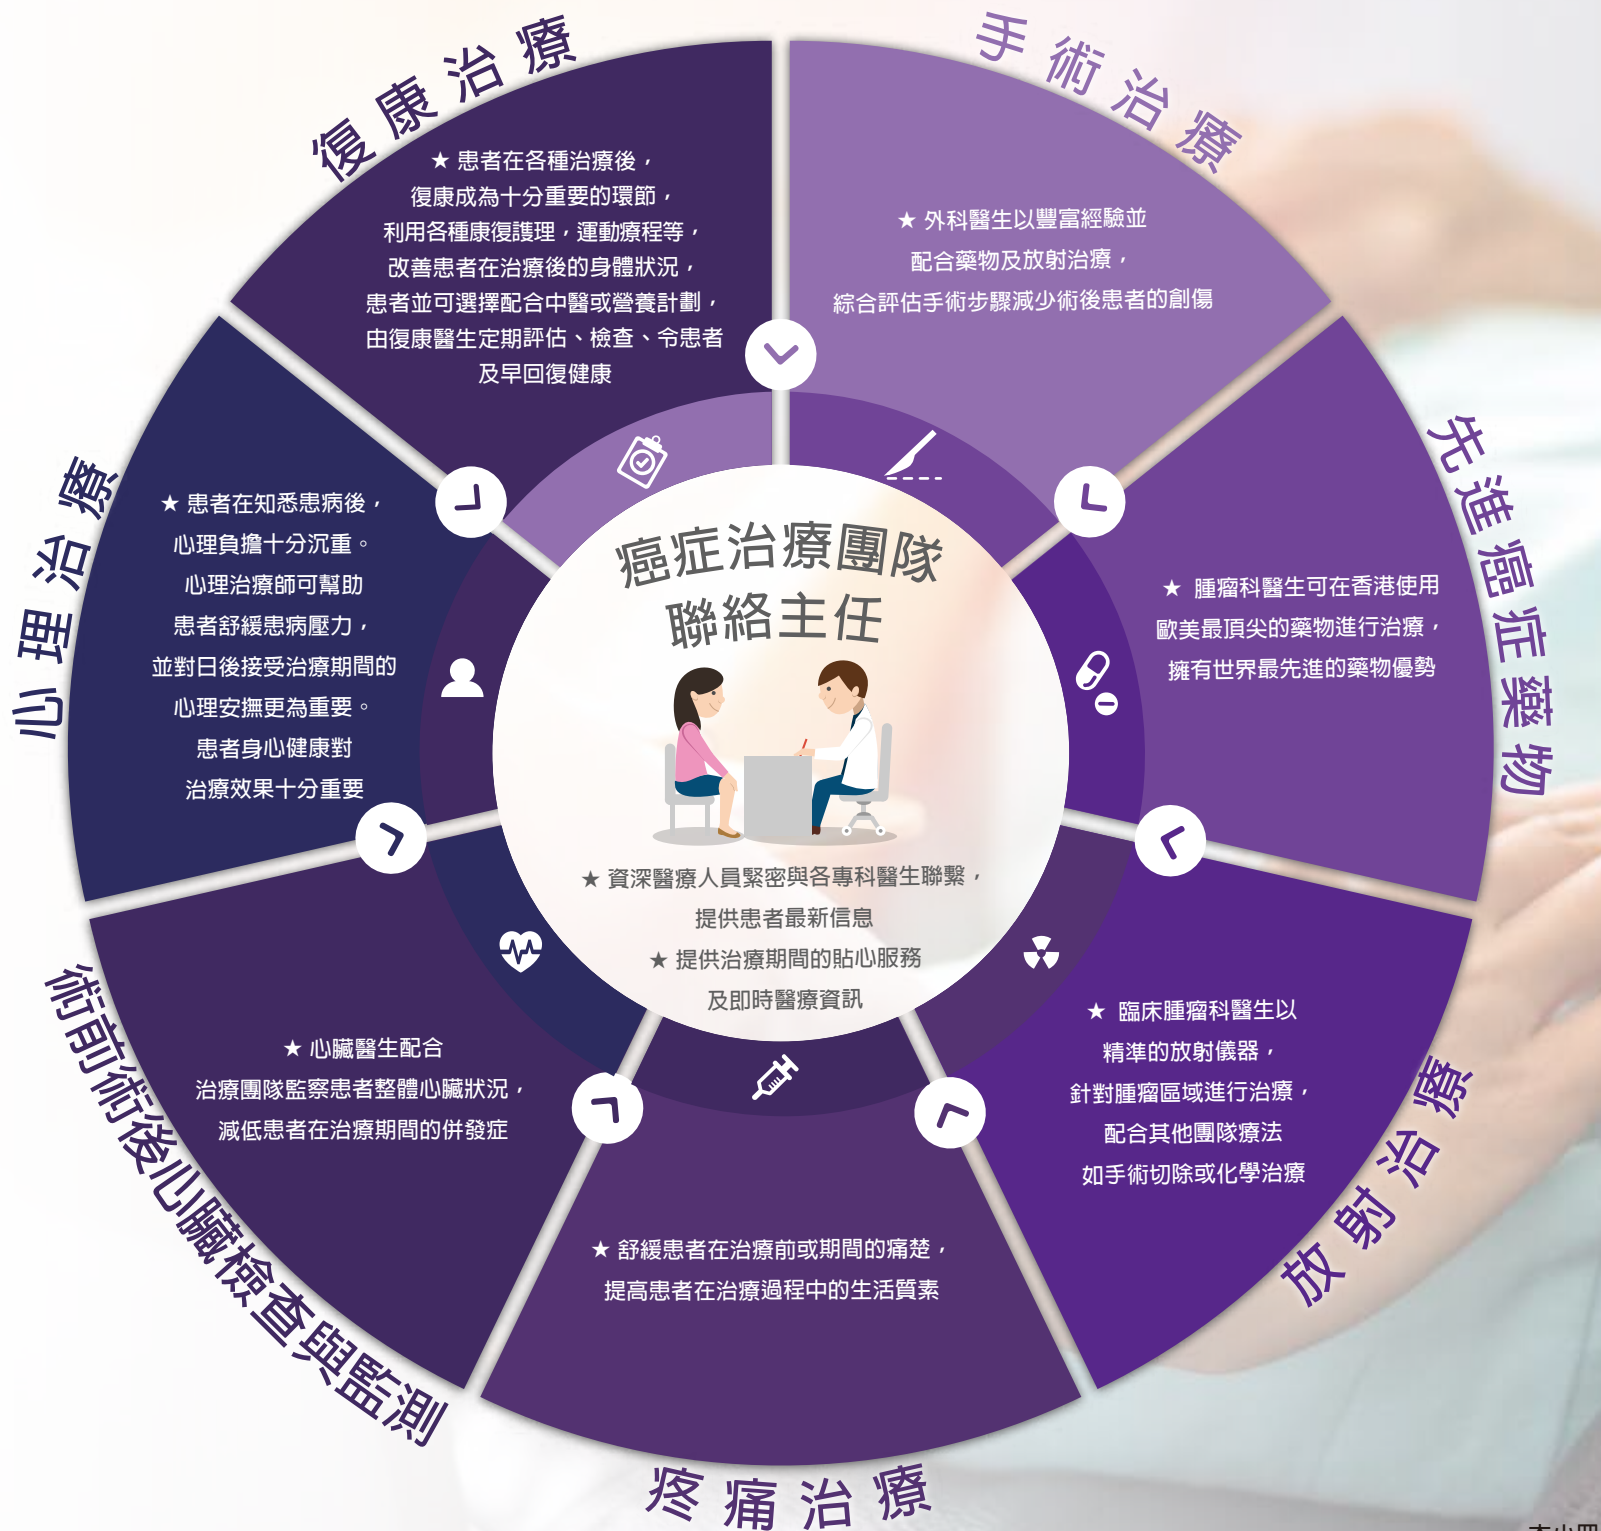 手術治療
★ 外科醫生以豐富經驗並
配合藥物及放射治療，
綜合評估手術步驟減少術後患者的創傷
先進癌症藥物
★ 腫瘤科醫生可在香港使用
歐美最頂尖的藥物進行治療，
擁有世界最先進的藥物優勢
放射治療
★ 臨床腫瘤科醫生以
精準的放射儀器，
針對腫瘤區域進行治療，
配合其他團隊療法
如手術切除或化學治療
疼痛治療
★ 舒緩患者在治療前或期間的痛楚，
提高患者在治療過程中的生活質素
術前術後心臟檢查與監測
★ 心臟醫生配合
治療團隊監察患者整體心臟狀況，
減低患者在治療期間的併發症
心理治療
★ 患者在知悉患病後，
心理負擔十分沉重。
心理治療師可幫助
患者舒緩患病壓力，
並對日後接受治療期間的
心理安撫更為重要。
患者身心健康對
治療效果十分重要
復康治療
★ 患者在各種治療後，
復康成為十分重要的環節，
利用各種康復護理，運動療程等，
改善患者在治療後的身體狀況，
患者並可選擇配合中醫或營養計劃，
由復康醫生定期評估、檢查、令患者
及早回復健康
癌症治療團隊
聯絡主任
★ 資深醫療人員緊密與各專科醫生聯繫，
提供患者最新信息
★ 提供治療期間的貼心服務
及即時醫療資訊